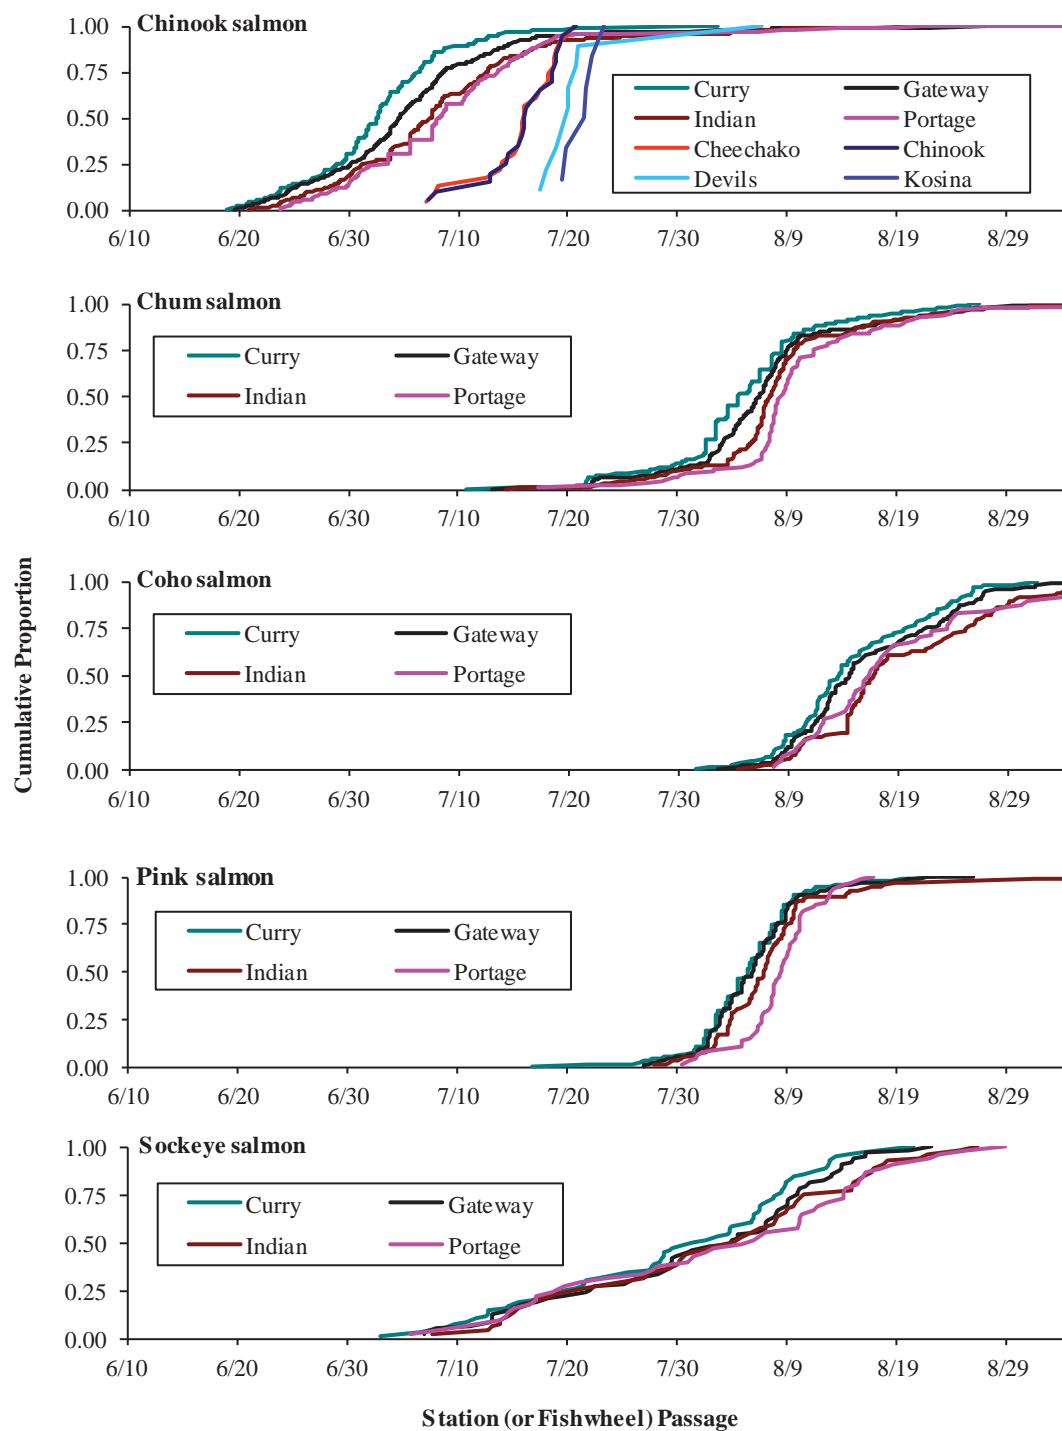 Chinook salmon
1.00
0.75
0.50
0.25
0.00
Curry
Gateway
Indian
Portage
Cheechako
Chinook
Devils
Kosina
6/10 6/20 6/30 7/10 7/20 7/30 8/9 8/19 8/29
Chum salmon
1.00
0.75
0.50
0.25
0.00
Curry
Gateway
Indian
Portage
6/10 6/20 6/30 7/10 7/20 7/30 8/9 8/19 8/29
Cumulative Proportion
Coho salmon
1.00
0.75
0.50
0.25
0.00
Curry
Gateway
Indian
Portage
6/10 6/20 6/30 7/10 7/20 7/30 8/9 8/19 8/29
Pink salmon
1.00
0.75
0.50
0.25
0.00
Curry
Gateway
Indian
Portage
6/10 6/20 6/30 7/10 7/20 7/30 8/9 8/19 8/29
Sockeye salmon
1.00
0.75
0.50
0.25
0.00
Curry
Gateway
Indian
Portage
6/10 6/20 6/30 7/10 7/20 7/30 8/9 8/19 8/29
Station (or Fishwheel) Passage